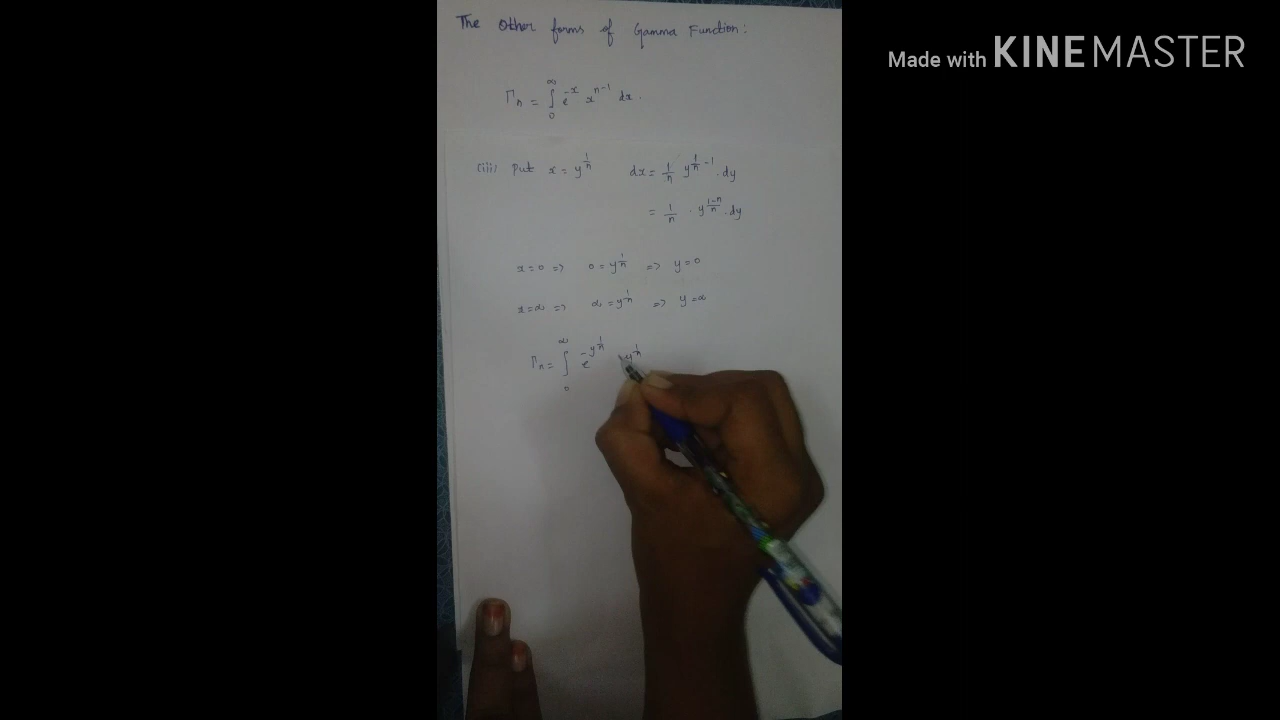 The other forms of Gamma Function:
Made with KINEMASTER
Γn = ∫₀^∞ e^-x x^n-1 dx.
(iii) Put x = y^1/n dx = 1/n y^1/n -1 . dy
= 1/n . y^1-n/n . dy
x=0 => 0 = y^1/n => y=0
x=∞ => ∞ = y^1/n => y=∞
Γn = ∫₀^∞ e^-y^1/n y^1/n